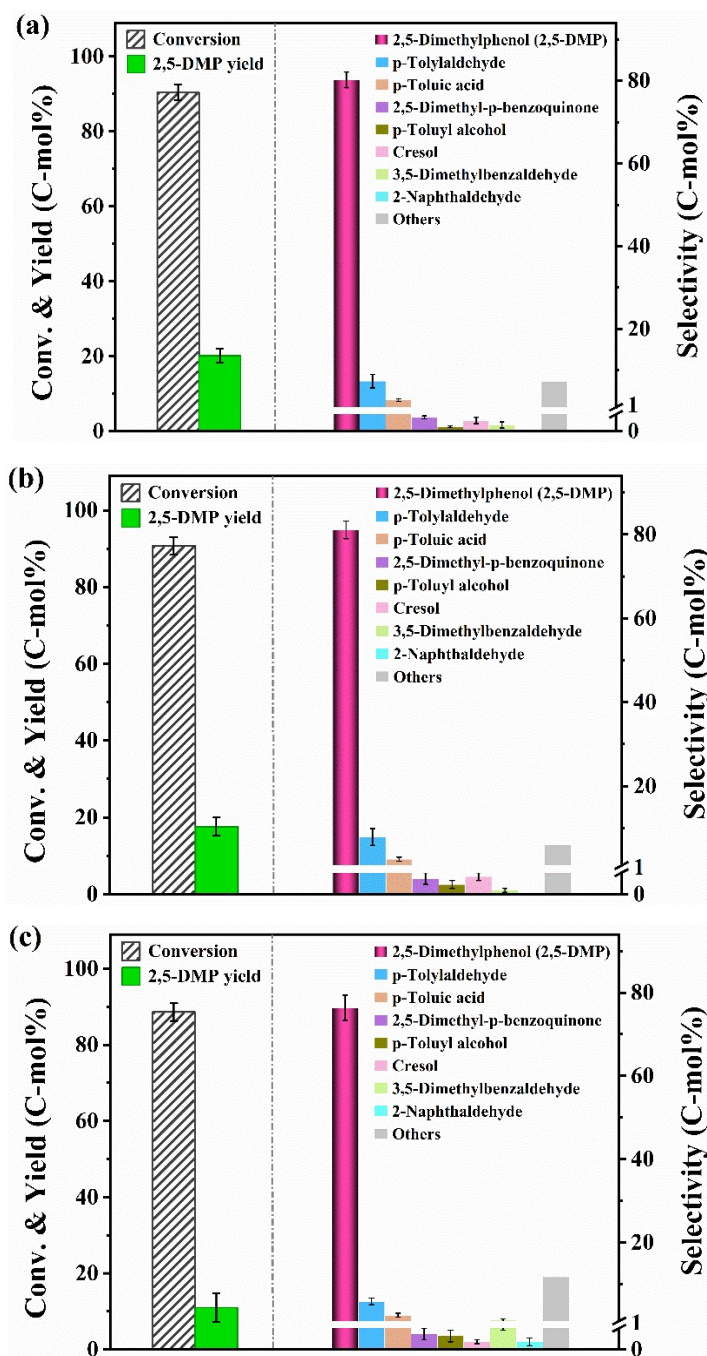 (a)
Conversion
2,5-DMP yield
2,5-Dimethylphenol (2,5-DMP)
p-Tolylaldehyde
p-Toluic acid
2,5-Dimethyl-p-benzoquinone
p-Toluyl alcohol
Cresol
3,5-Dimethylbenzaldehyde
2-Naphthaldehyde
Others
Conv. & Yield (C-mol%)
100
80
60
40
20
0
Selectivity (C-mol%)
80
60
40
20
1
0
(b)
Conversion
2,5-DMP yield
2,5-Dimethylphenol (2,5-DMP)
p-Tolylaldehyde
p-Toluic acid
2,5-Dimethyl-p-benzoquinone
p-Toluyl alcohol
Cresol
3,5-Dimethylbenzaldehyde
2-Naphthaldehyde
Others
Conv. & Yield (C-mol%)
100
80
60
40
20
0
Selectivity (C-mol%)
80
60
40
20
1
0
(c)
Conversion
2,5-DMP yield
2,5-Dimethylphenol (2,5-DMP)
p-Tolylaldehyde
p-Toluic acid
2,5-Dimethyl-p-benzoquinone
p-Toluyl alcohol
Cresol
3,5-Dimethylbenzaldehyde
2-Naphthaldehyde
Others
Conv. & Yield (C-mol%)
100
80
60
40
20
0
Selectivity (C-mol%)
80
60
40
20
1
0